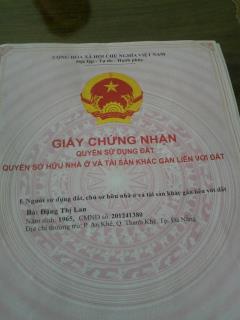 CỘNG HÒA XÃ HỘI CHỦ NGHĨA VIỆT NAM
Độc lập - Tự do - Hạnh phúc
GIẤY CHỨNG NHẬN
QUYỀN SỬ DỤNG ĐẤT
QUYỀN SỞ HỮU NHÀ Ở VÀ TÀI SẢN KHÁC GẮN LIỀN VỚI ĐẤT
I. Người sử dụng đất, chủ sở hữu nhà ở và tài sản khác gắn liền với đất
Bà: Đặng Thị Lan
Năm sinh: 1965, CMND số: 201241380
Địa chỉ thường trú: P. An Khê, Q. Thanh Khê, Tp. Đà Nẵng